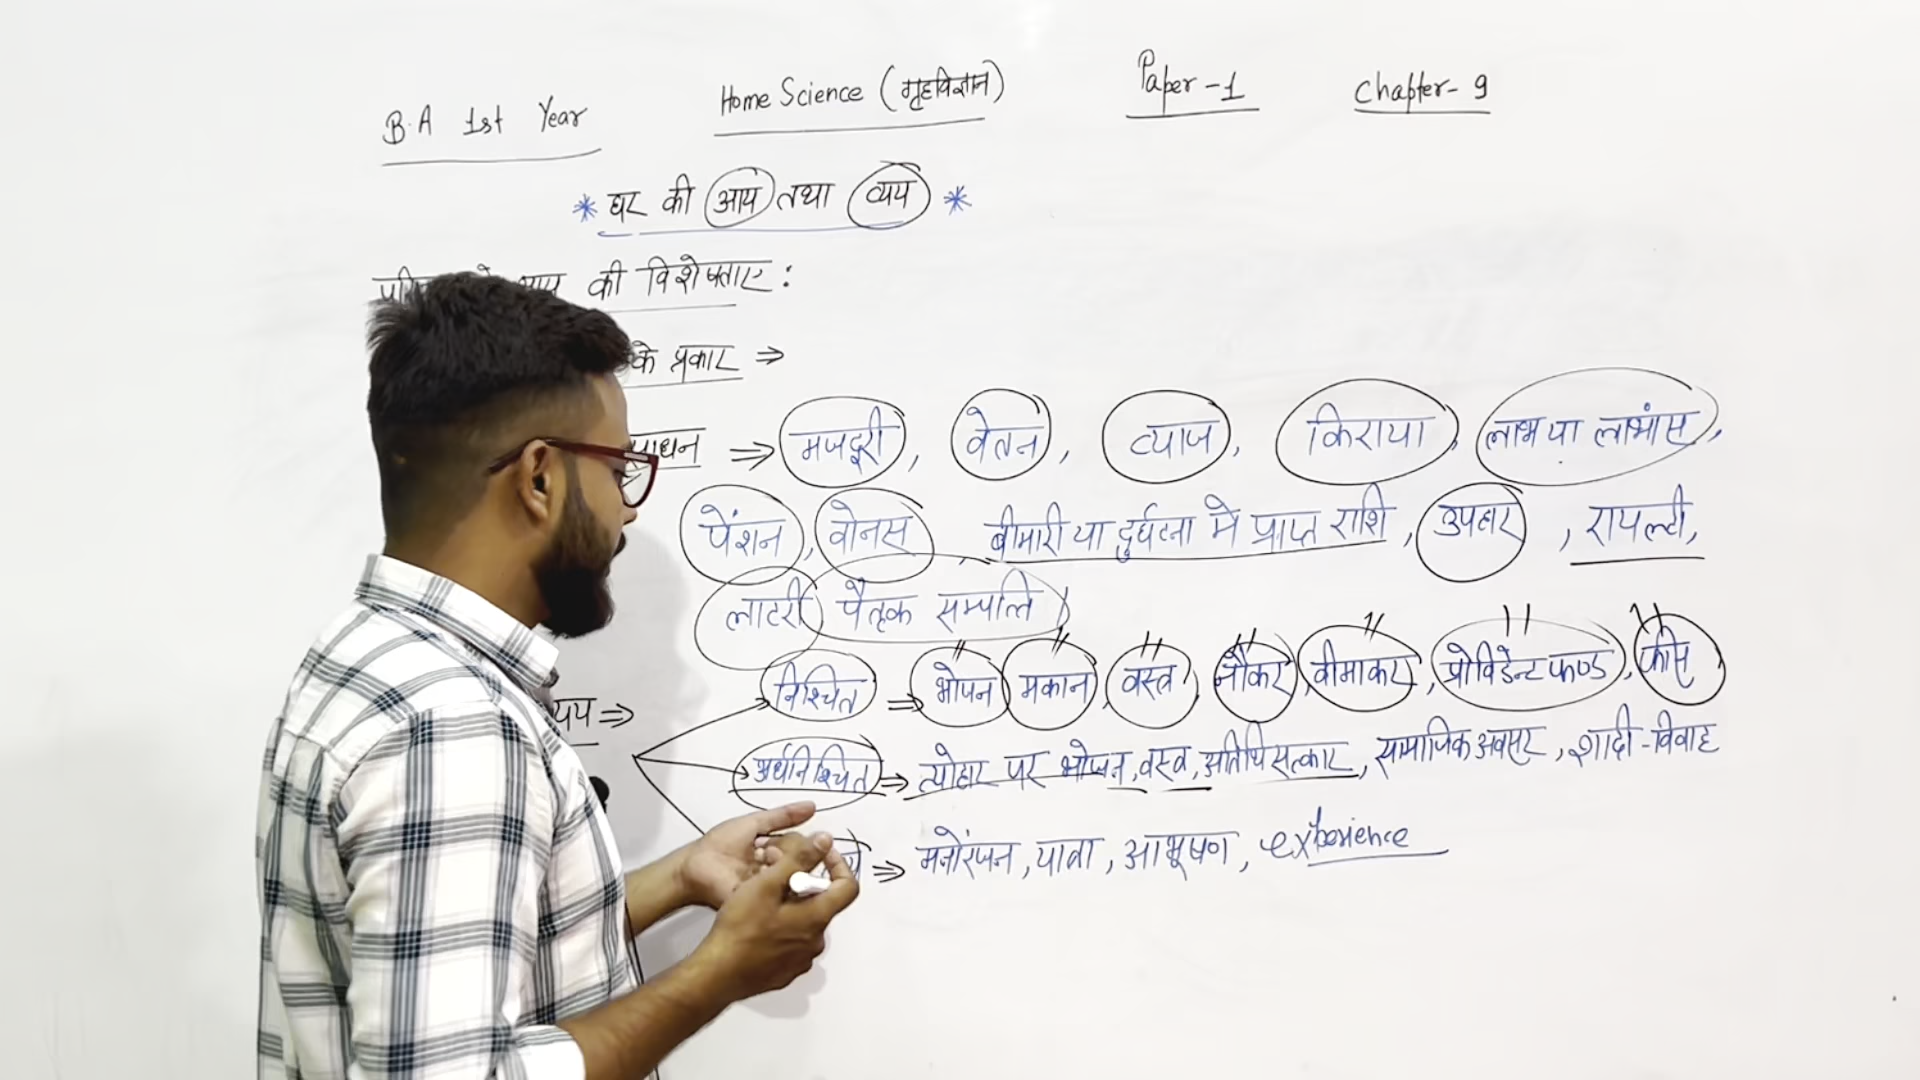 B.A 1st Year Home Science (गृहविज्ञान) Paper-1 Chapter-9
* घर की आय तथा व्यय *
की विशेषताए:
के प्रकार ⇒
साधन ⇒ मजदूरी, वेतन, व्याज, किराया, लाभ या लाभांस,
पेंशन, वोनस, बीमारी या दुर्घटना मे प्राप्त राशि, उपहार, रायल्टी,
लाटरी पैतृक सम्पत्ति
निश्चित ⇒ भोजन मकान, वस्त्र, नौकर, वीमाकर, प्रोविडेन्ट फण्ड, फीस
व्यय ⇒
अर्धनिश्चित ⇒ त्योहार पर भोजन, वस्त्र, अतिथि सत्कार, सामाजिक अवसर, शादी-विवाह
⇒ मनोरंजन, यात्रा, आभूषण, experience